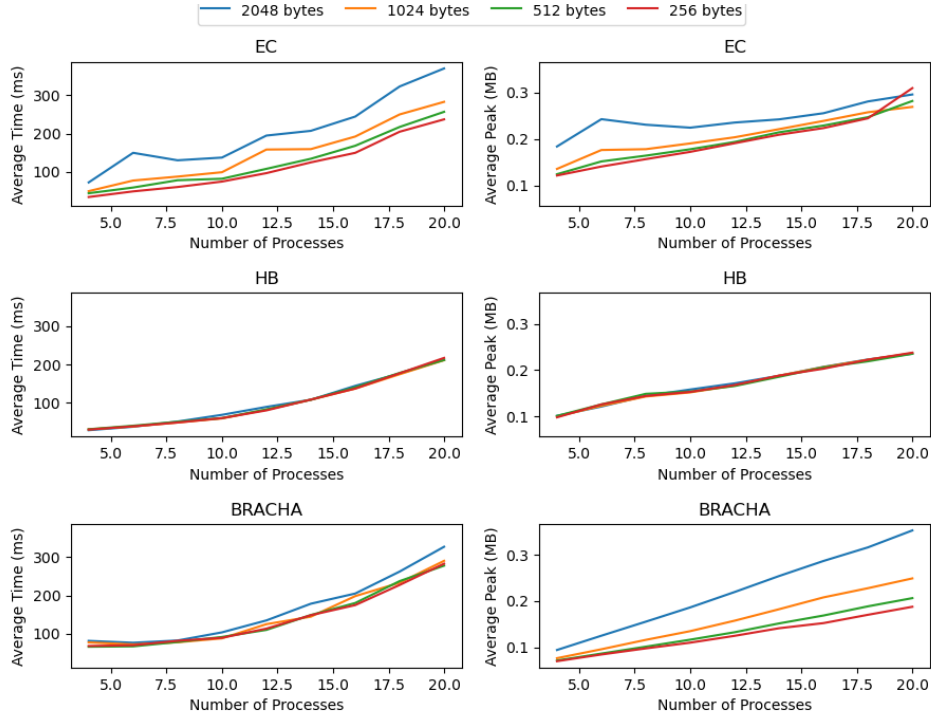 2048 bytes 1024 bytes 512 bytes 256 bytes
EC
Average Time (ms)
300
200
100
5.0 7.5 10.0 12.5 15.0 17.5 20.0
Number of Processes
EC
Average Peak (MB)
0.3
0.2
0.1
5.0 7.5 10.0 12.5 15.0 17.5 20.0
Number of Processes
HB
Average Time (ms)
300
200
100
5.0 7.5 10.0 12.5 15.0 17.5 20.0
Number of Processes
HB
Average Peak (MB)
0.3
0.2
0.1
5.0 7.5 10.0 12.5 15.0 17.5 20.0
Number of Processes
BRACHA
Average Time (ms)
300
200
100
5.0 7.5 10.0 12.5 15.0 17.5 20.0
Number of Processes
BRACHA
Average Peak (MB)
0.3
0.2
0.1
5.0 7.5 10.0 12.5 15.0 17.5 20.0
Number of Processes